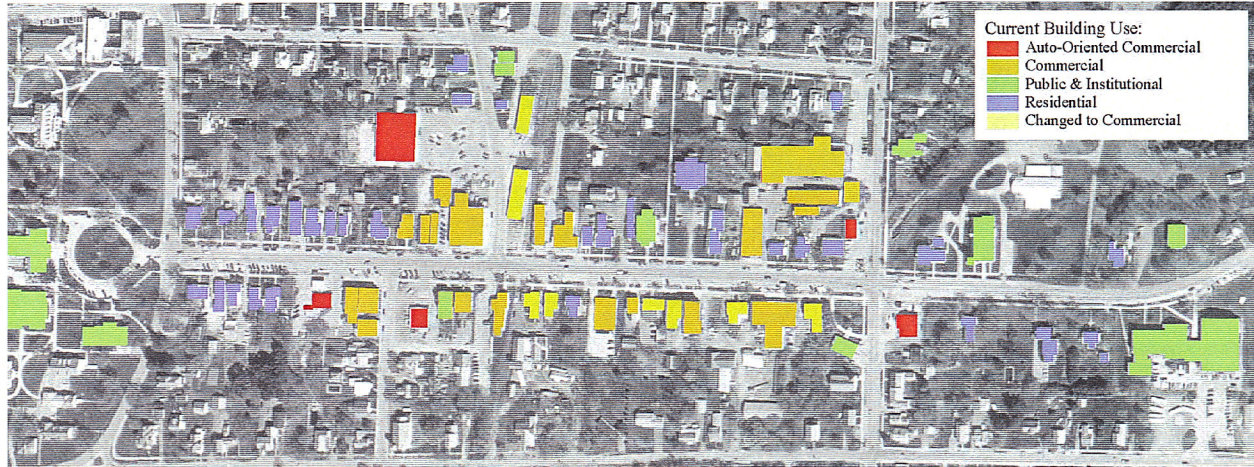 Current Building Use:
Auto-Oriented Commercial
Commercial
Public & Institutional
Residential
Changed to Commercial